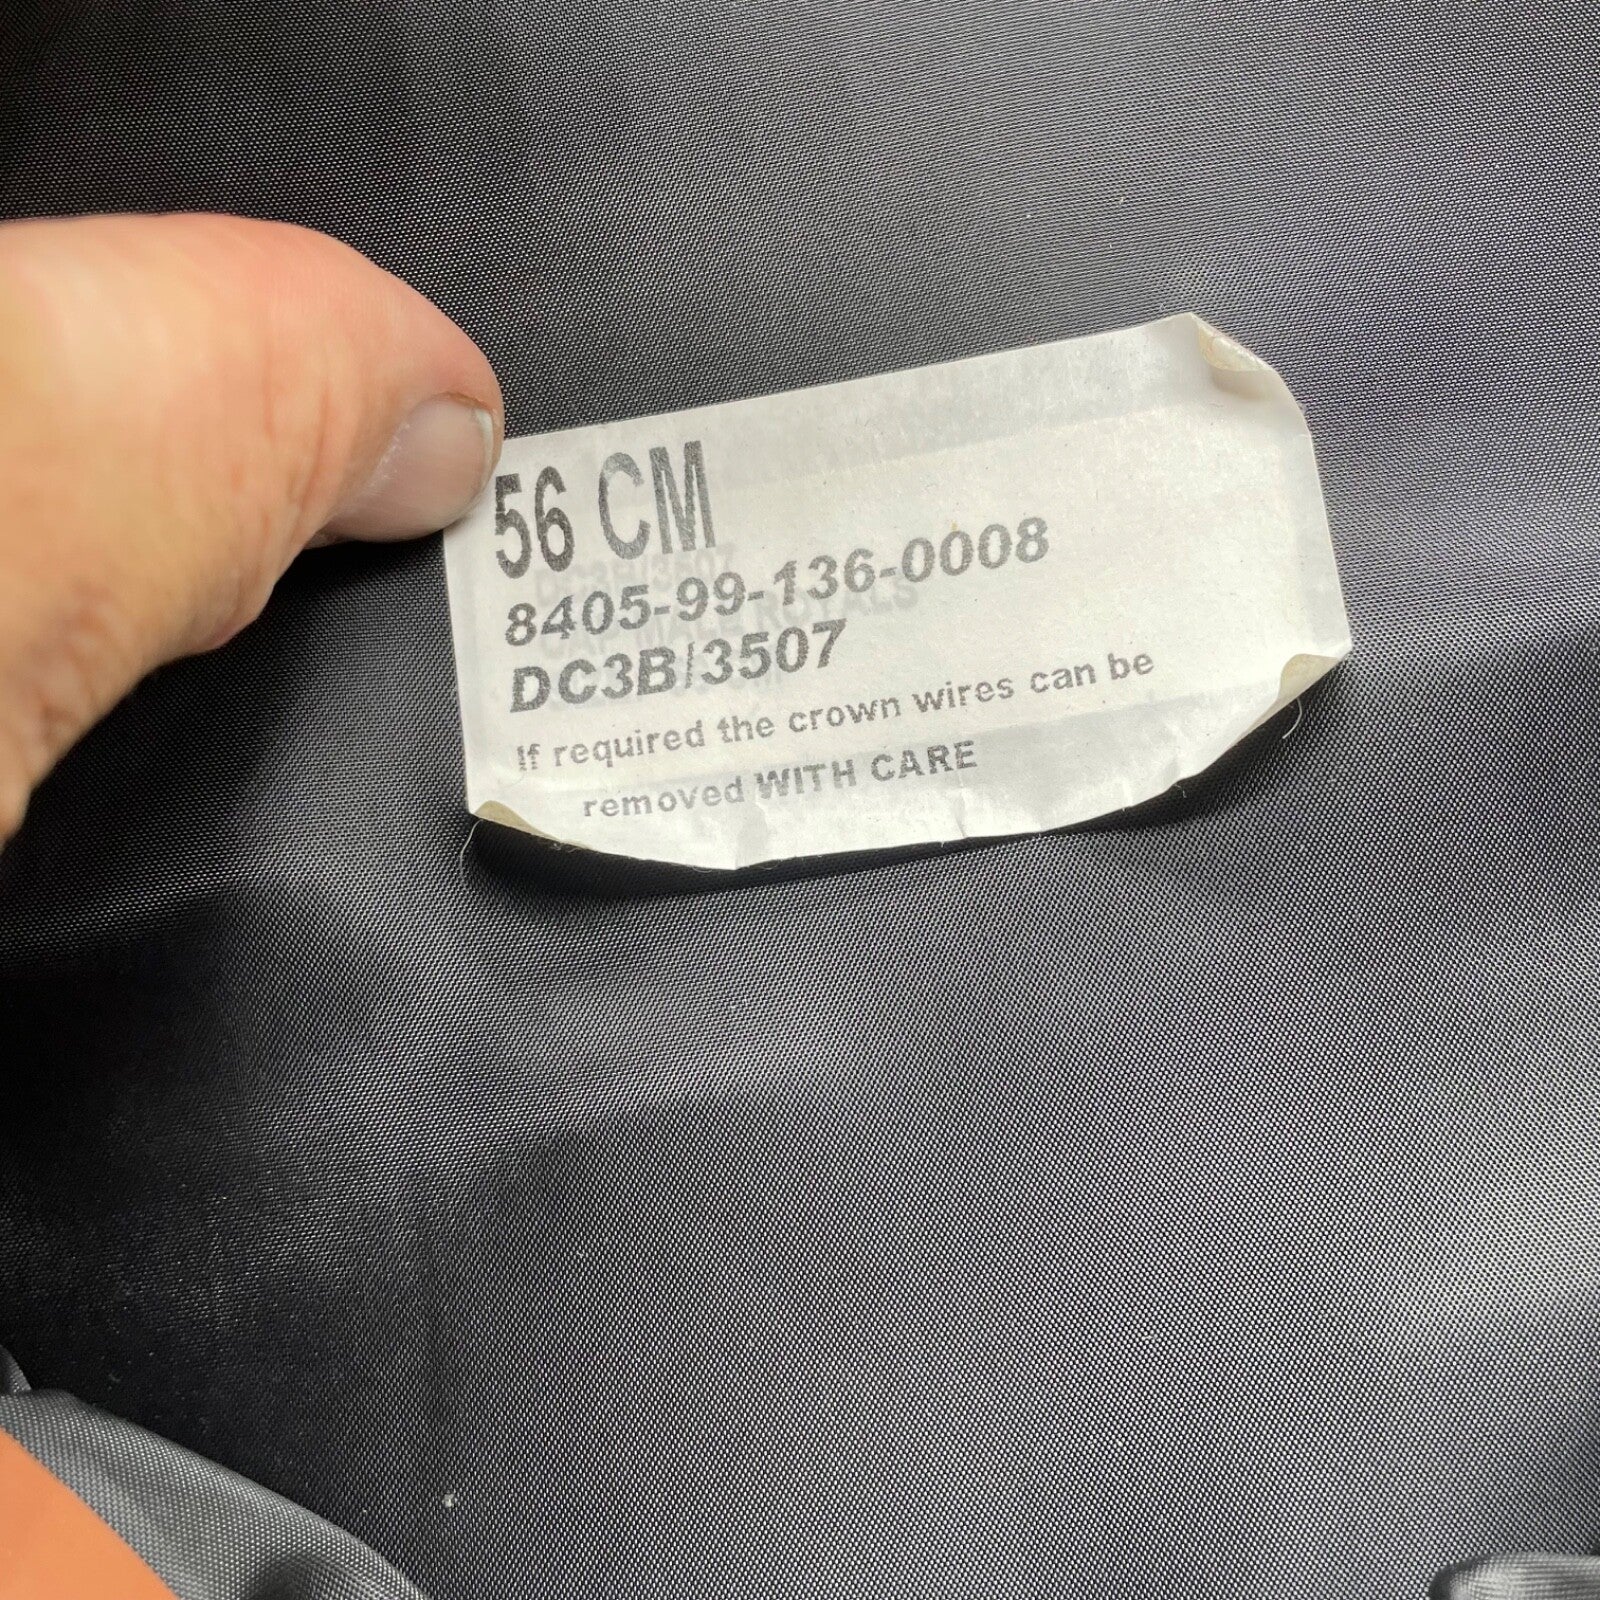 56 CM
8405-99-136-0008
DC3B/3507
If required the crown wires can be
removed WITH CARE